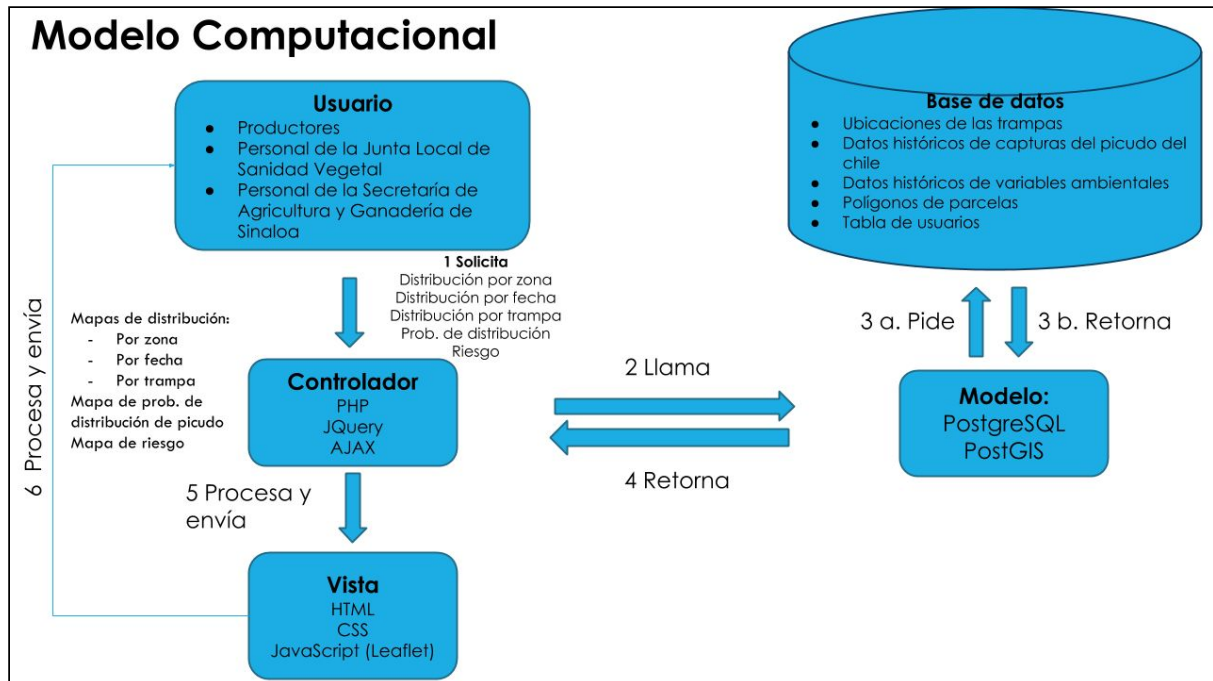 Modelo Computacional
Usuario
● Productores
● Personal de la Junta Local de
Sanidad Vegetal
● Personal de la Secretaría de
Agricultura y Ganadería de
Sinaloa
Base de datos
● Ubicaciones de las trampas
● Datos históricos de capturas del picudo del
chile
● Datos históricos de variables ambientales
● Polígonos de parcelas
● Tabla de usuarios
1 Solicita
Distribución por zona
Distribución por fecha
Distribución por trampa
Prob. de distribución
Riesgo
6 Procesa y envía
Mapas de distribución:
- Por zona
- Por fecha
- Por trampa
Mapa de prob. de
distribución de picudo
Mapa de riesgo
Controlador
PHP
JQuery
AJAX
2 Llama
4 Retorna
3 a. Pide
3 b. Retorna
Modelo:
PostgreSQL
PostGIS
5 Procesa y
envía
Vista
HTML
CSS
JavaScript (Leaflet)